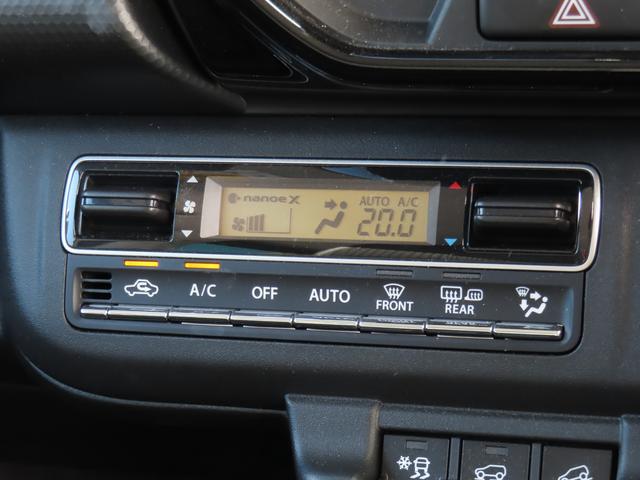 nanoe X
AUTO A/C
20.0
A/C OFF AUTO FRONT REAR